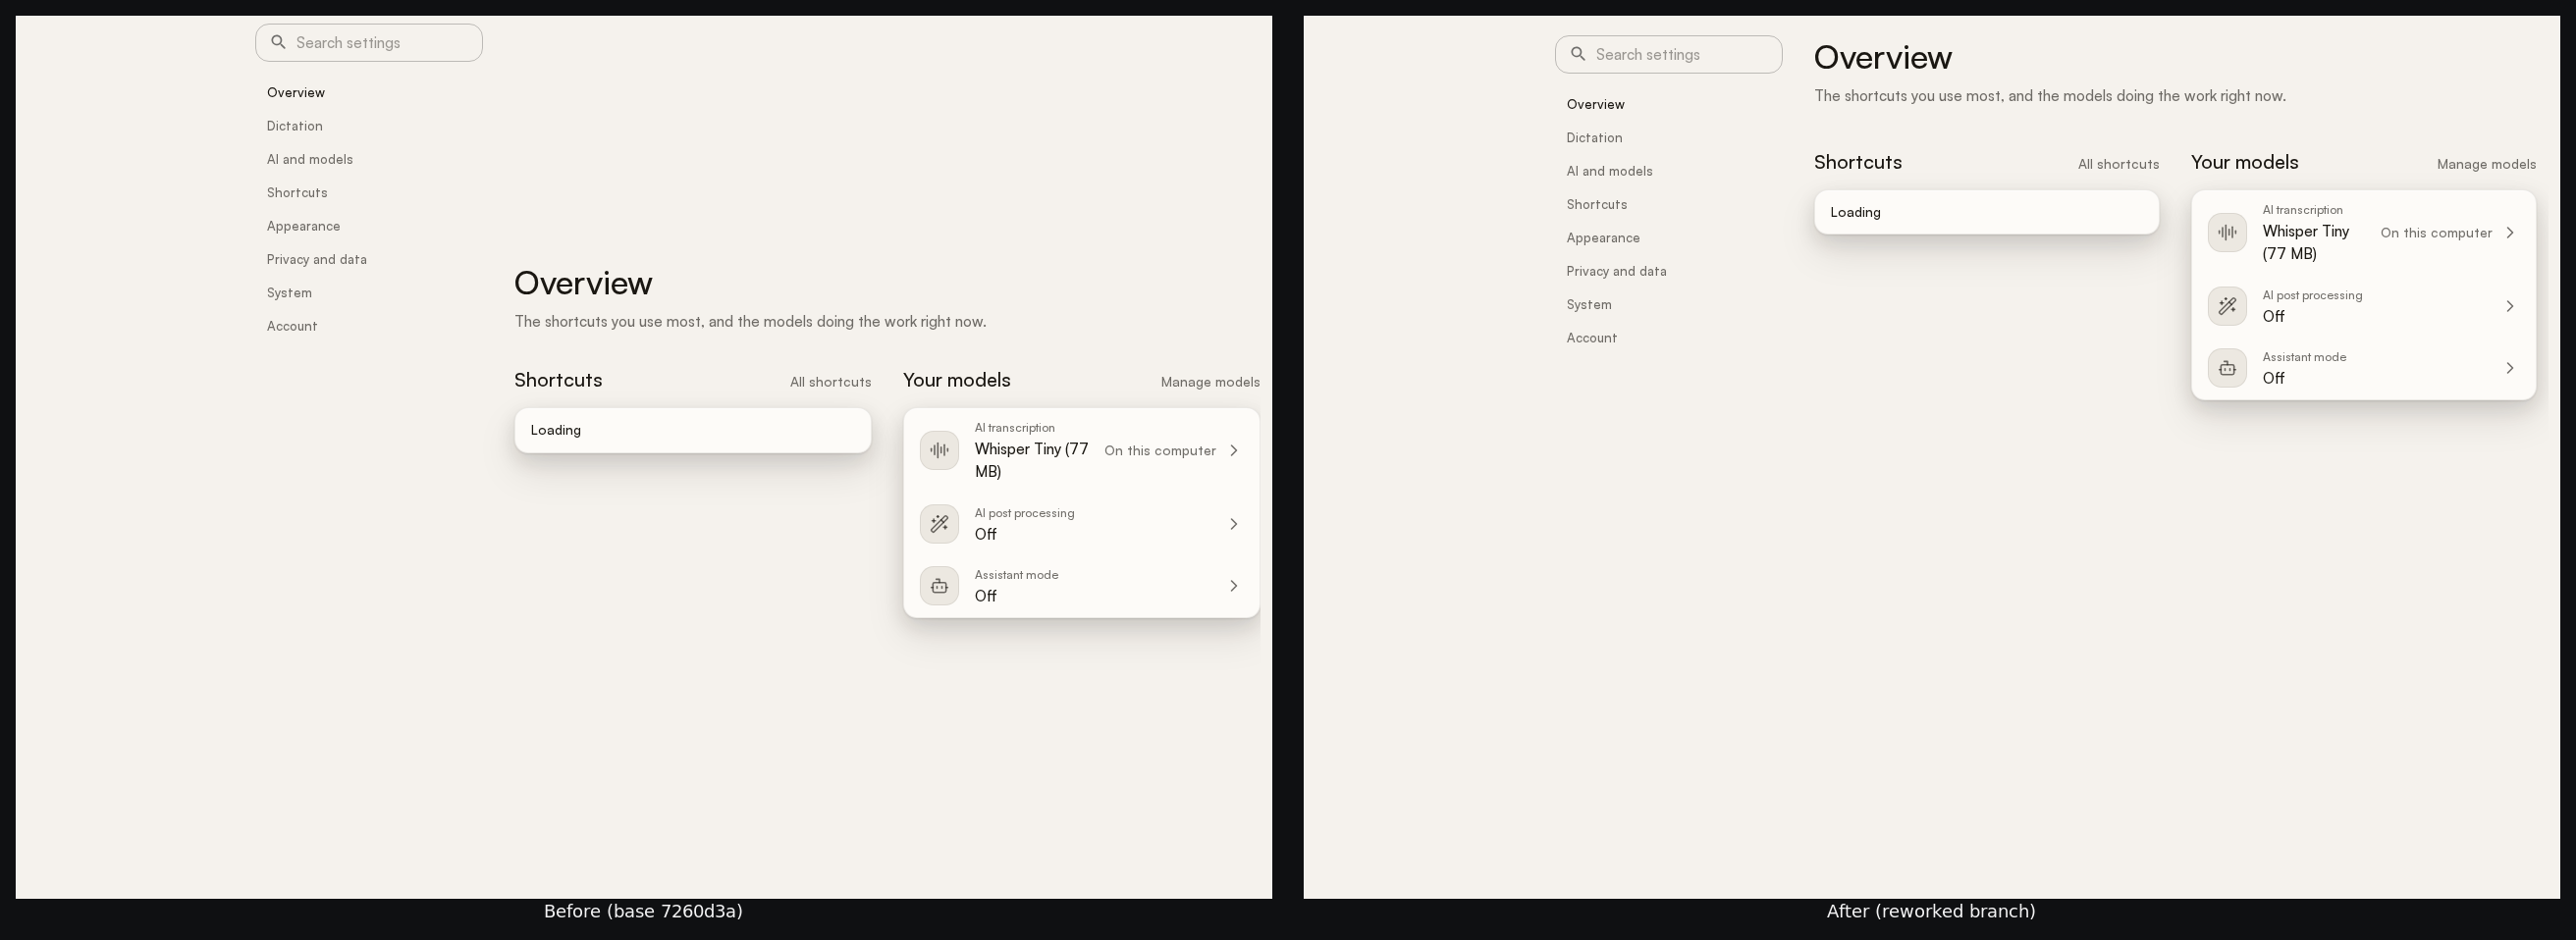 Search settings
Overview
Dictation
AI and models
Shortcuts
Appearance
Privacy and data
System
Account
Overview
The shortcuts you use most, and the models doing the work right now.
Shortcuts
All shortcuts
Loading
Your models
Manage models
AI transcription
Whisper Tiny (77
MB)
On this computer
AI post processing
Off
Assistant mode
Off
Before (base 7260d3a)
Search settings
Overview
Dictation
AI and models
Shortcuts
Appearance
Privacy and data
System
Account
Overview
The shortcuts you use most, and the models doing the work right now.
Shortcuts
All shortcuts
Loading
Your models
Manage models
AI transcription
Whisper Tiny
(77 MB)
On this computer
AI post processing
Off
Assistant mode
Off
After (reworked branch)